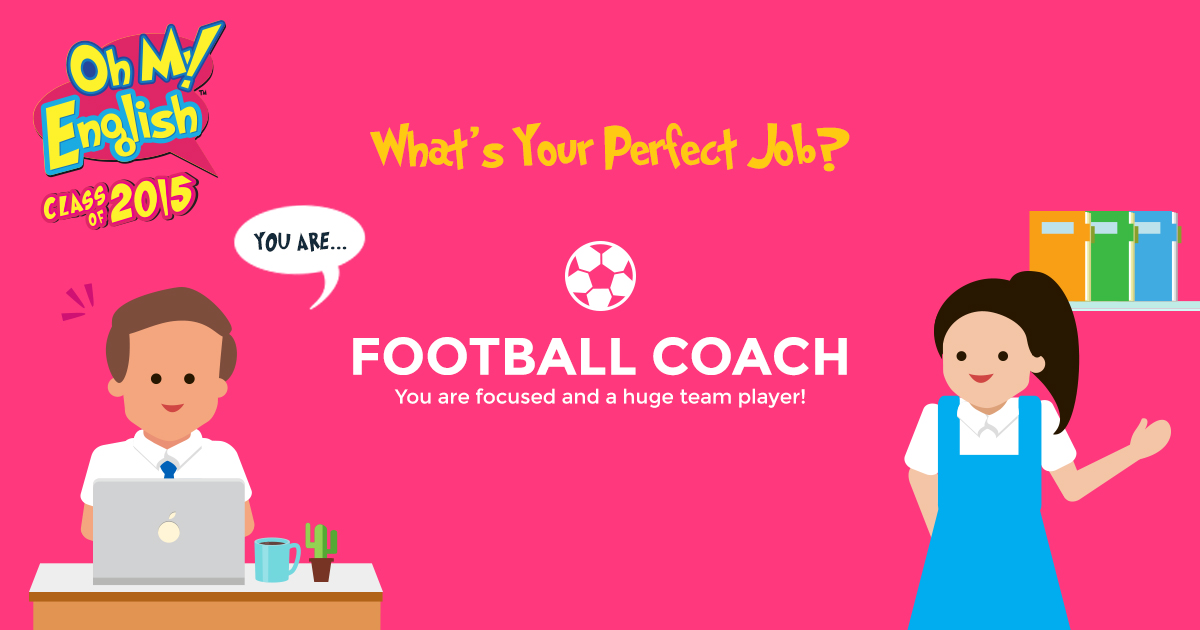 Oh My!
English™
CLASS OF 2015
What's Your Perfect Job?
YOU ARE...
FOOTBALL COACH
You are focused and a huge team player!